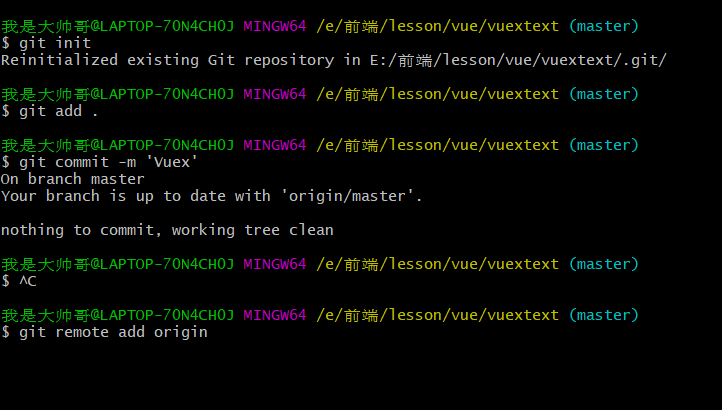 我是大帅哥@LAPTOP-70N4CH0J MINGW64 /e/前端/lesson/vue/vuextext (master)
$ git init
Reinitialized existing Git repository in E:/前端/lesson/vue/vuextext/.git/
我是大帅哥@LAPTOP-70N4CH0J MINGW64 /e/前端/lesson/vue/vuextext (master)
$ git add .
我是大帅哥@LAPTOP-70N4CH0J MINGW64 /e/前端/lesson/vue/vuextext (master)
$ git commit -m 'Vuex'
On branch master
Your branch is up to date with 'origin/master'.
nothing to commit, working tree clean
我是大帅哥@LAPTOP-70N4CH0J MINGW64 /e/前端/lesson/vue/vuextext (master)
$ ^C
我是大帅哥@LAPTOP-70N4CH0J MINGW64 /e/前端/lesson/vue/vuextext (master)
$ git remote add origin